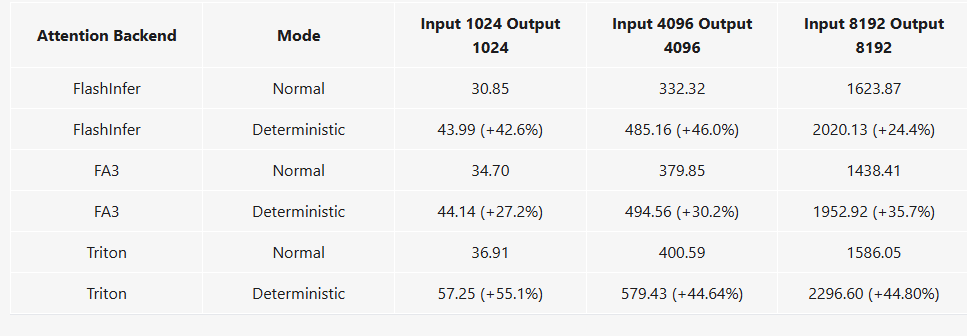 Attention Backend Mode Input 1024 Output 1024 Input 4096 Output 4096 Input 8192 Output 8192
FlashInfer Normal 30.85 332.32 1623.87
FlashInfer Deterministic 43.99 (+42.6%) 485.16 (+46.0%) 2020.13 (+24.4%)
FA3 Normal 34.70 379.85 1438.41
FA3 Deterministic 44.14 (+27.2%) 494.56 (+30.2%) 1952.92 (+35.7%)
Triton Normal 36.91 400.59 1586.05
Triton Deterministic 57.25 (+55.1%) 579.43 (+44.64%) 2296.60 (+44.80%)